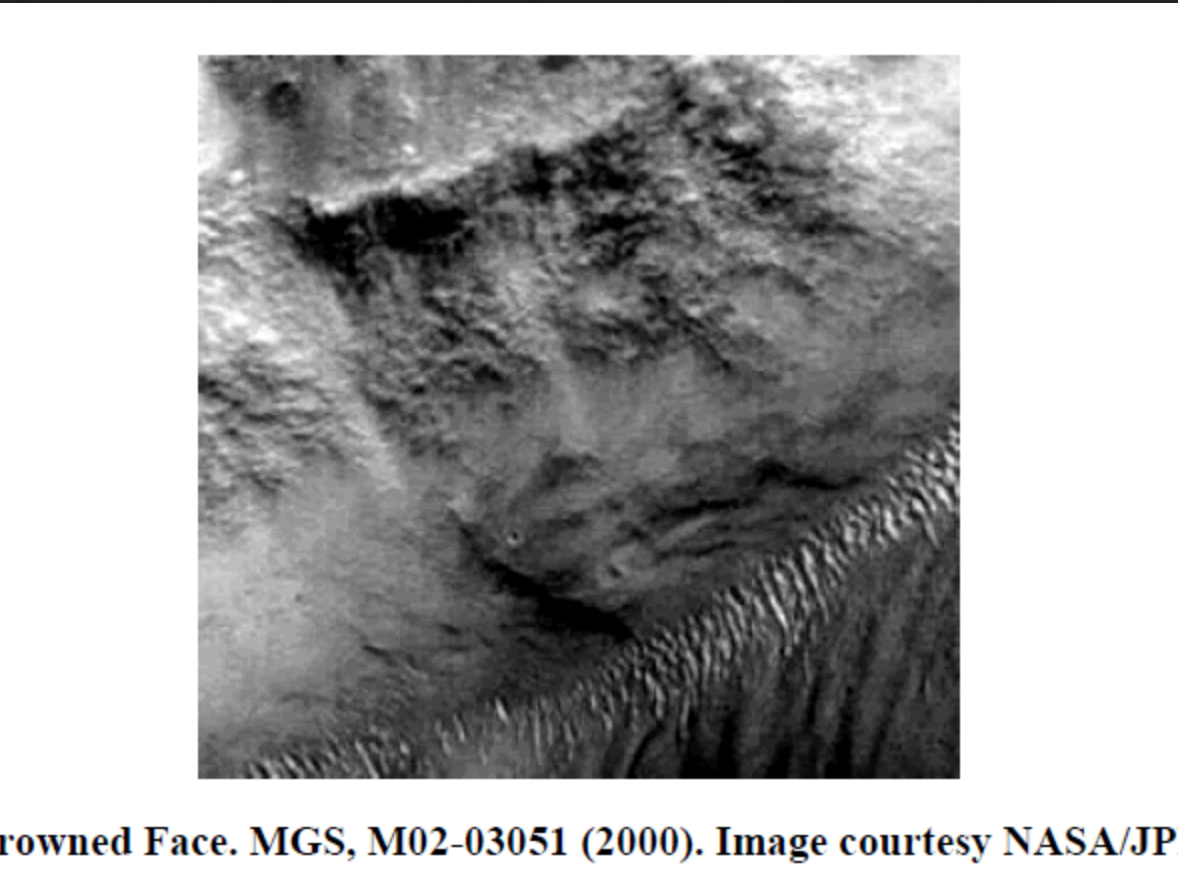 rowned Face. MGS, M02-03051 (2000). Image courtesy NASA/JP